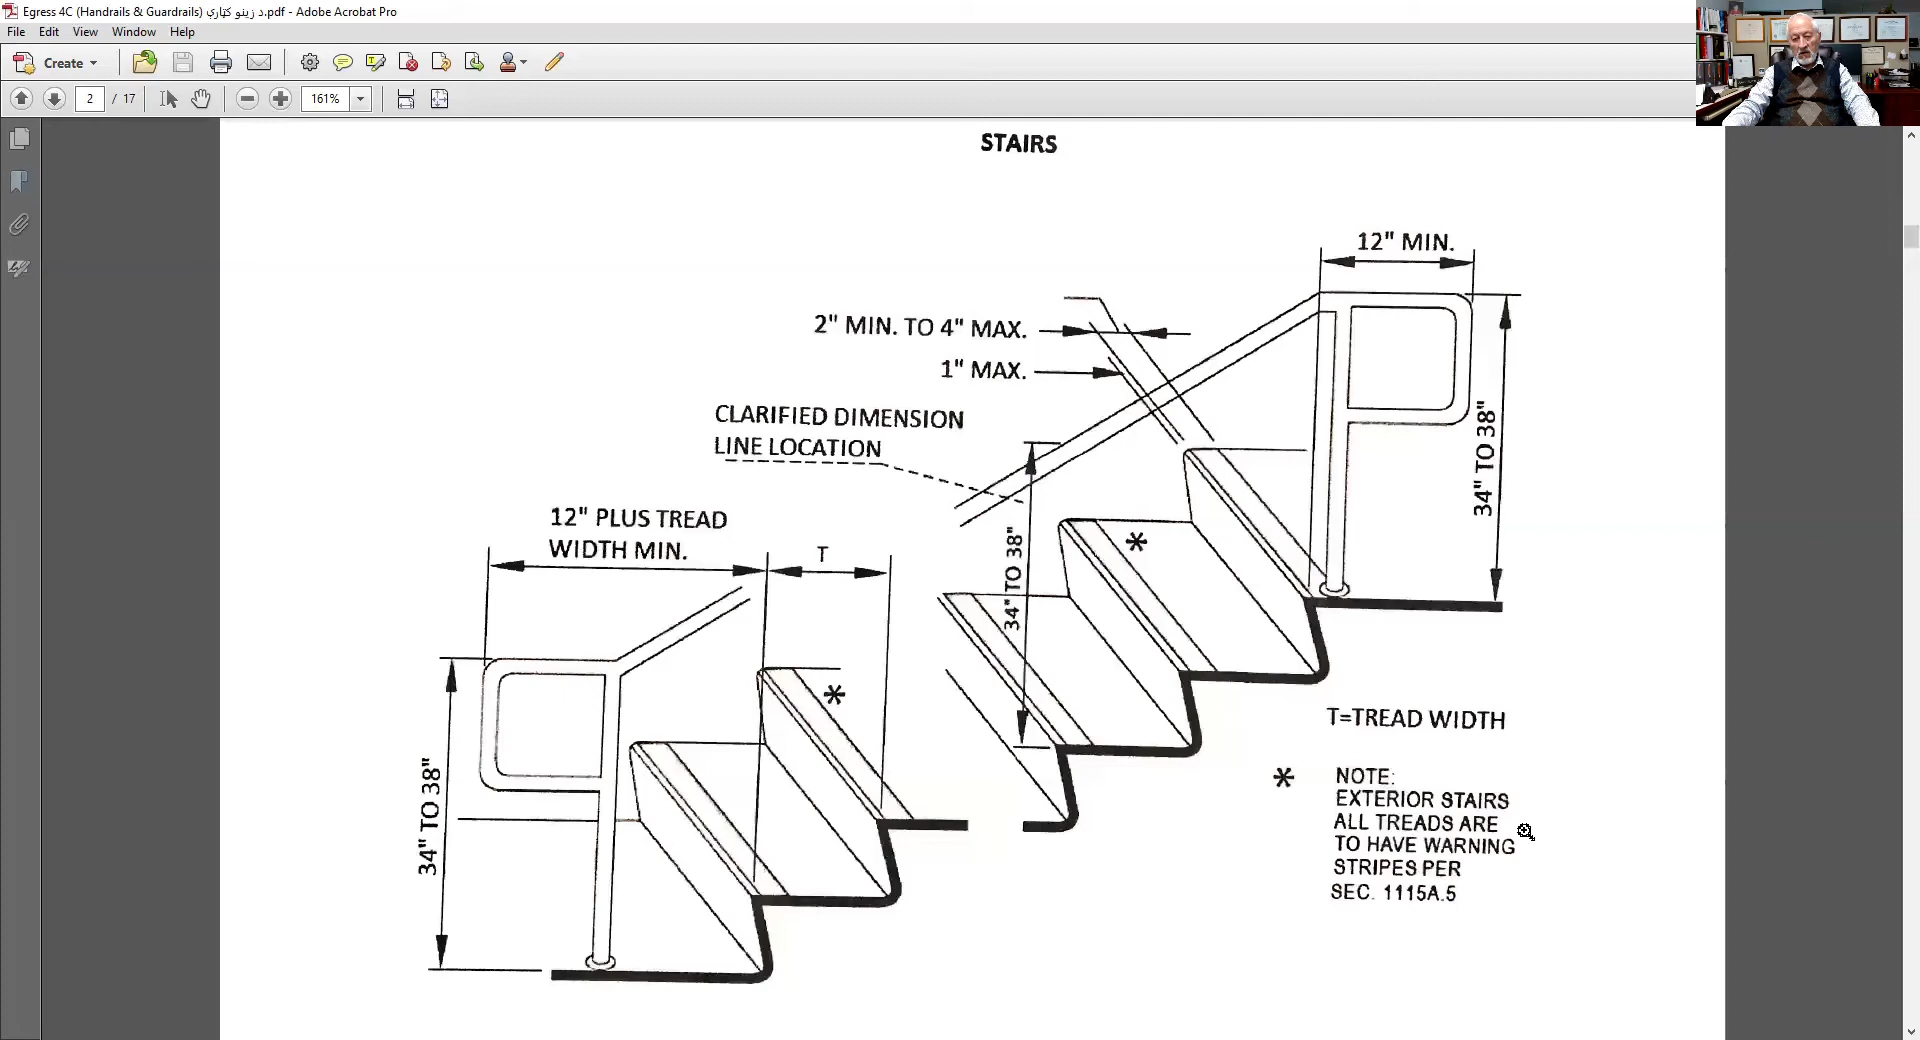 Egress 4C (Handrails & Guardrails) د زينو کټارې.pdf - Adobe Acrobat Pro
File Edit View Window Help
Create
2 / 17
161%
STAIRS
12" MIN.
2" MIN. TO 4" MAX.
1" MAX.
CLARIFIED DIMENSION
LINE LOCATION
34" TO 38"
12" PLUS TREAD
WIDTH MIN.
T
34" TO 38"
*
*
34" TO 38"
T=TREAD WIDTH
* NOTE:
EXTERIOR STAIRS
ALL TREADS ARE
TO HAVE WARNING
STRIPES PER
SEC. 1115A.5